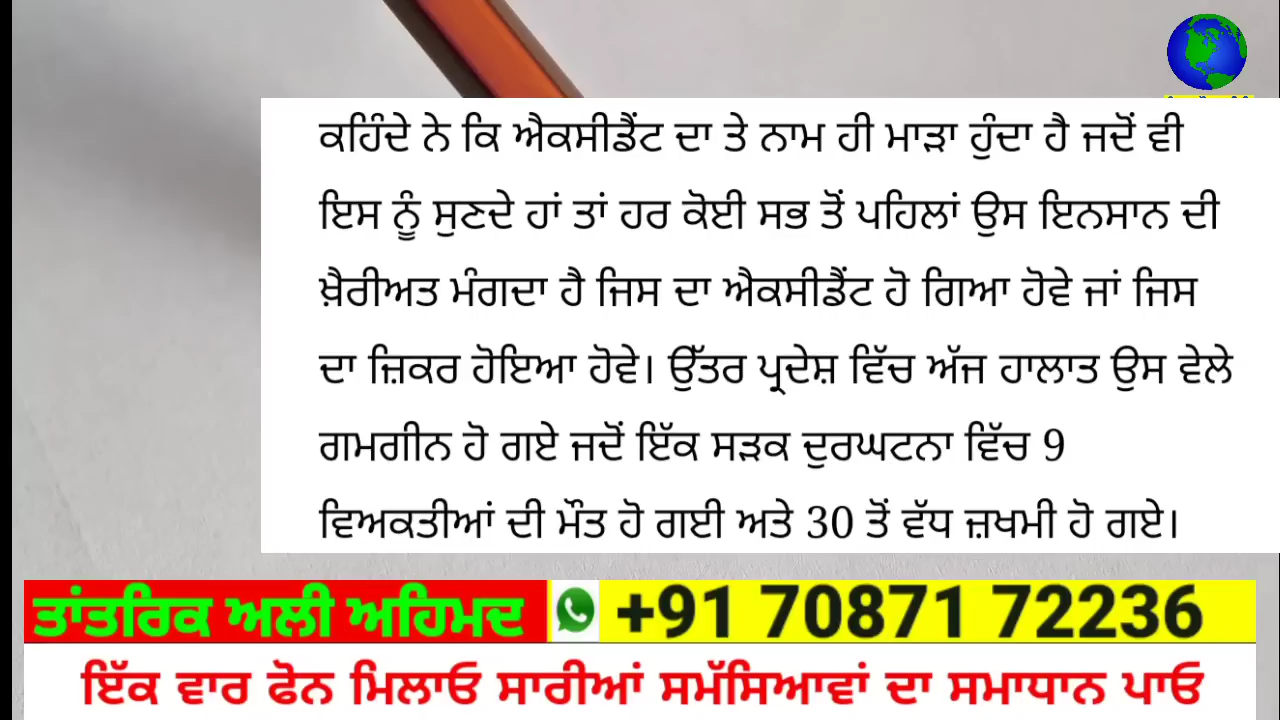 ਕਹਿੰਦੇ ਨੇ ਕਿ ਐਕਸੀਡੈਂਟ ਦਾ ਤੇ ਨਾਮ ਹੀ ਮਾੜਾ ਹੁੰਦਾ ਹੈ ਜਦੋਂ ਵੀ
ਇਸ ਨੂੰ ਸੁਣਦੇ ਹਾਂ ਤਾਂ ਹਰ ਕੋਈ ਸਭ ਤੋਂ ਪਹਿਲਾਂ ਉਸ ਇਨਸਾਨ ਦੀ
ਖ਼ੈਰੀਅਤ ਮੰਗਦਾ ਹੈ ਜਿਸ ਦਾ ਐਕਸੀਡੈਂਟ ਹੋ ਗਿਆ ਹੋਵੇ ਜਾਂ ਜਿਸ
ਦਾ ਜ਼ਿਕਰ ਹੋਇਆ ਹੋਵੇ। ਉੱਤਰ ਪ੍ਰਦੇਸ਼ ਵਿੱਚ ਅੱਜ ਹਾਲਾਤ ਉਸ ਵੇਲੇ
ਗਮਗੀਨ ਹੋ ਗਏ ਜਦੋਂ ਇੱਕ ਸੜਕ ਦੁਰਘਟਨਾ ਵਿੱਚ 9
ਵਿਅਕਤੀਆਂ ਦੀ ਮੌਤ ਹੋ ਗਈ ਅਤੇ 30 ਤੋਂ ਵੱਧ ਜ਼ਖਮੀ ਹੋ ਗਏ।
ਤਾਂਤਰਿਕ ਅਲੀ ਅਹਿਮਦ +91 70871 72236
ਇੱਕ ਵਾਰ ਫੋਨ ਮਿਲਾਓ ਸਾਰੀਆਂ ਸਮੱਸਿਆਵਾਂ ਦਾ ਸਮਾਧਾਨ ਪਾਓ